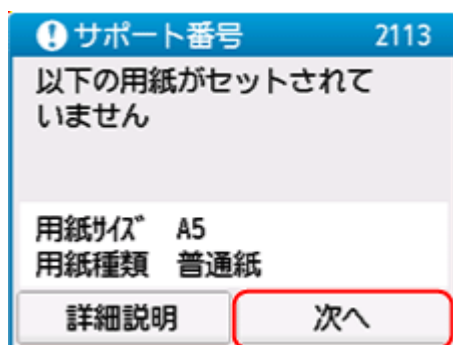 サポート番号 2113
以下の用紙がセットされて
いません
用紙ｻｲｽﾞ A5
用紙種類 普通紙
詳細説明 次へ